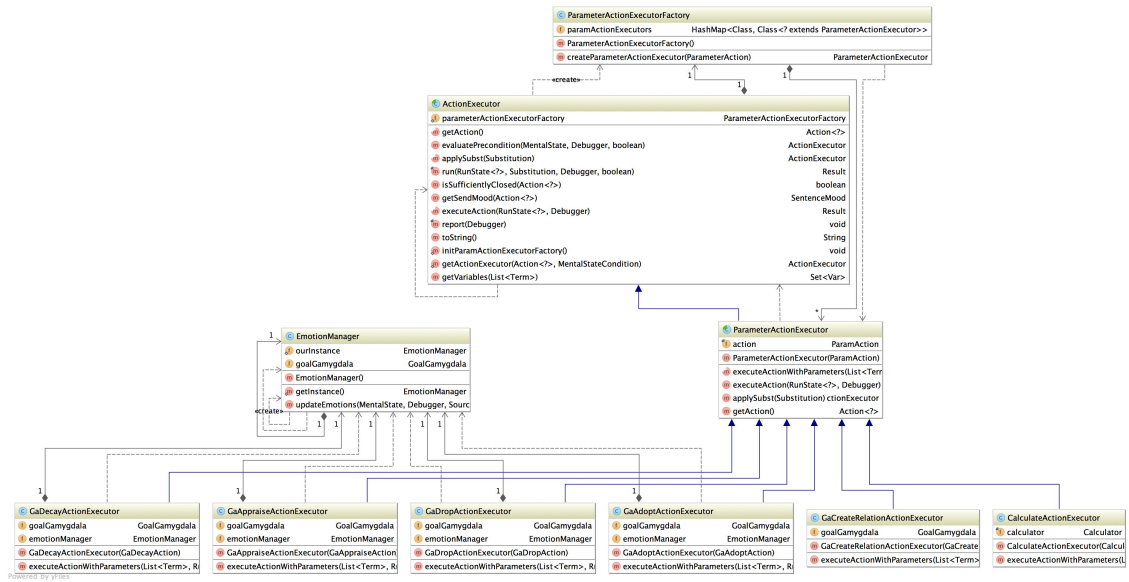 ParameterActionExecutorFactory
paramActionExecutors HashMap<Class, Class<? extends ParameterActionExecutor>>
ParameterActionExecutorFactory()
createParameterActionExecutor(ParameterAction) ParameterActionExecutor
«create»
1
1
1
ActionExecutor
parameterActionExecutorFactory ParameterActionExecutorFactory
getAction() Action<?>
evaluatePrecondition(MentalState, Debugger, boolean) ActionExecutor
applySubst(Substitution) ActionExecutor
run(RunState<?>, Substitution, Debugger, boolean) Result
isSufficientlyClosed(Action<?>) boolean
getSendMood(Action<?>) SentenceMood
executeAction(RunState<?>, Debugger) Result
report(Debugger) void
toString() String
initParamActionExecutorFactory() void
getActionExecutor(Action<?>, MentalStateCondition) ActionExecutor
getVariables(List<Term>) Set<Var>
*
ParameterActionExecutor
action ParamAction
ParameterActionExecutor(ParamAction)
executeActionWithParameters(List<Terr
executeAction(RunState<?>, Debugger)
applySubst(Substitution) ctionExecutor
getAction() Action<?>
1
EmotionManager
ourInstance EmotionManager
goalGamygdala GoalGamygdala
EmotionManager()
getInstance() EmotionManager
updateEmotions(MentalState, Debugger, Sourc
«create»
1 1 1 1 1
1 1 1 1
GaDecayActionExecutor
goalGamygdala GoalGamygdala
emotionManager EmotionManager
GaDecayActionExecutor(GaDecayAction)
executeActionWithParameters(List<Term>, R
GaAppraiseActionExecutor
goalGamygdala GoalGamygdala
emotionManager EmotionManager
GaAppraiseActionExecutor(GaAppraiseAction
executeActionWithParameters(List<Term>, Ru
GaDropActionExecutor
goalGamygdala GoalGamygdala
emotionManager EmotionManager
GaDropActionExecutor(GaDropAction)
executeActionWithParameters(List<Term>, R
GaAdoptActionExecutor
goalGamygdala GoalGamygdala
emotionManager EmotionManager
GaAdoptActionExecutor(GaAdoptAction)
executeActionWithParameters(List<Term>, R
GaCreateRelationActionExecutor
goalGamygdala GoalGamygdala
GaCreateRelationActionExecutor(GaCreate
executeActionWithParameters(List<Term>
CalculateActionExecutor
calculator Calculator
CalculateActionExecutor(Calcul
executeActionWithParameters(L
Powered by yFiles